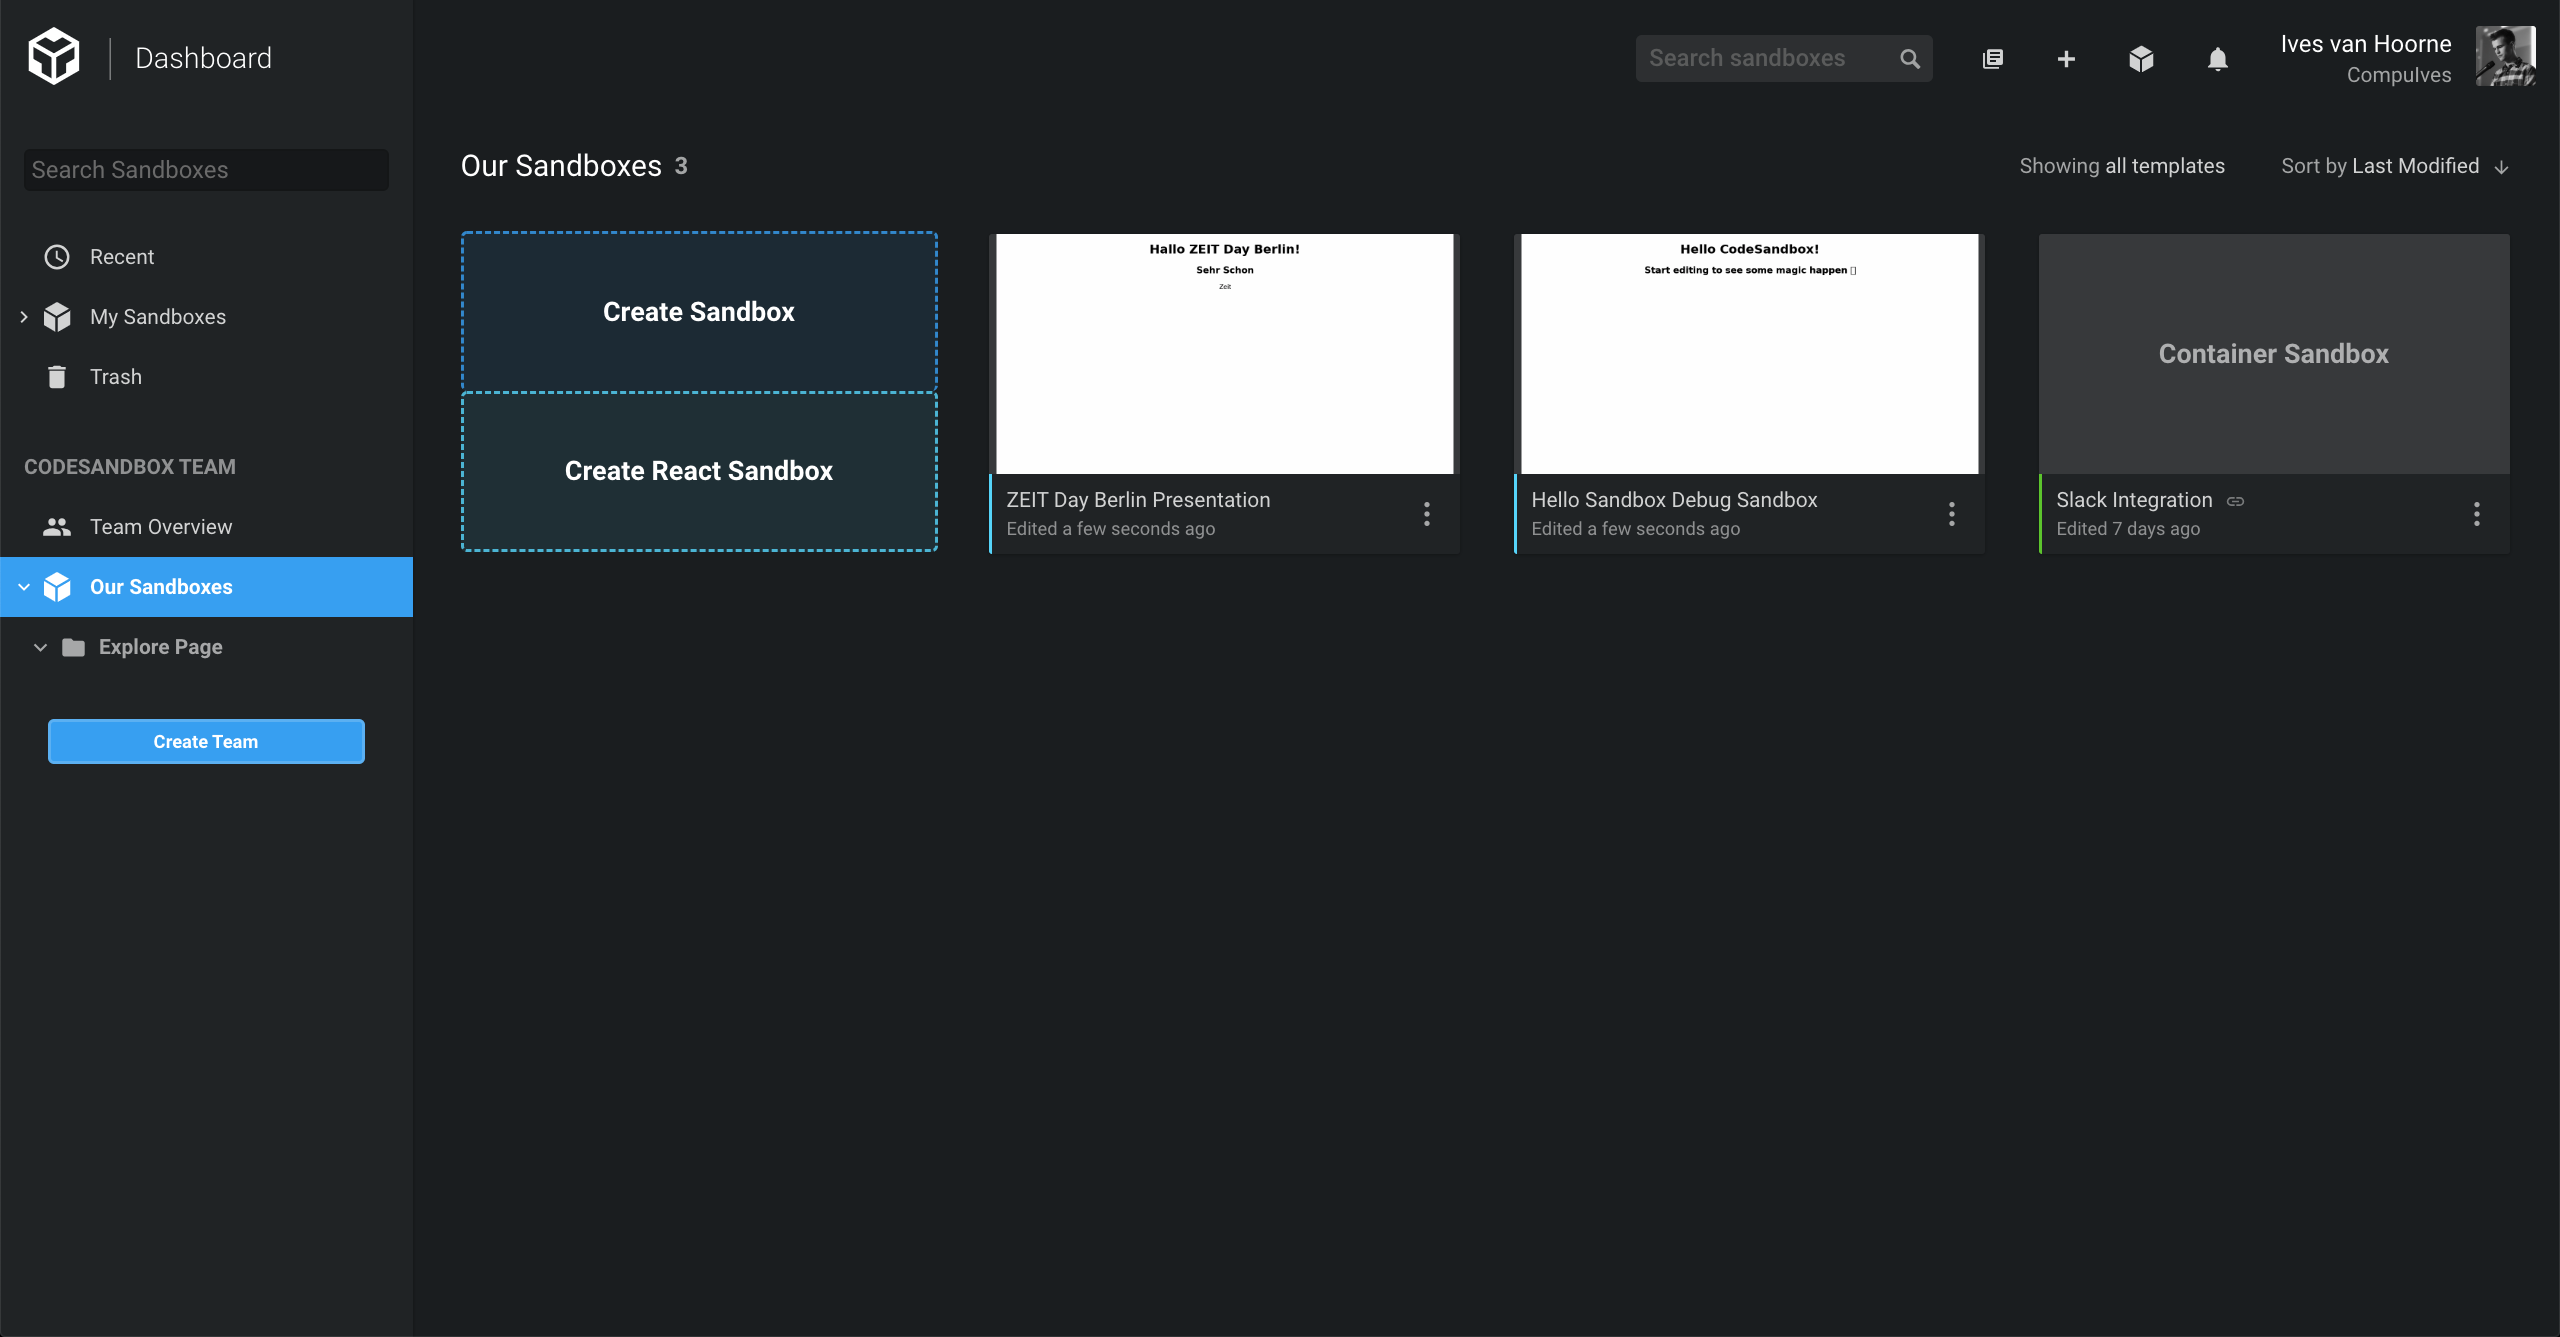 Dashboard
Search sandboxes
Ives van Hoorne
Compulves
Search Sandboxes
Recent
My Sandboxes
Trash
CODESANDBOX TEAM
Team Overview
Our Sandboxes
Explore Page
Create Team
Our Sandboxes 3
Showing all templates
Sort by Last Modified
Create Sandbox
Create React Sandbox
Hallo ZEIT Day Berlin!
Sehr Schon
Zeit
ZEIT Day Berlin Presentation
Edited a few seconds ago
Hello CodeSandbox!
Start editing to see some magic happen
Hello Sandbox Debug Sandbox
Edited a few seconds ago
Container Sandbox
Slack Integration
Edited 7 days ago